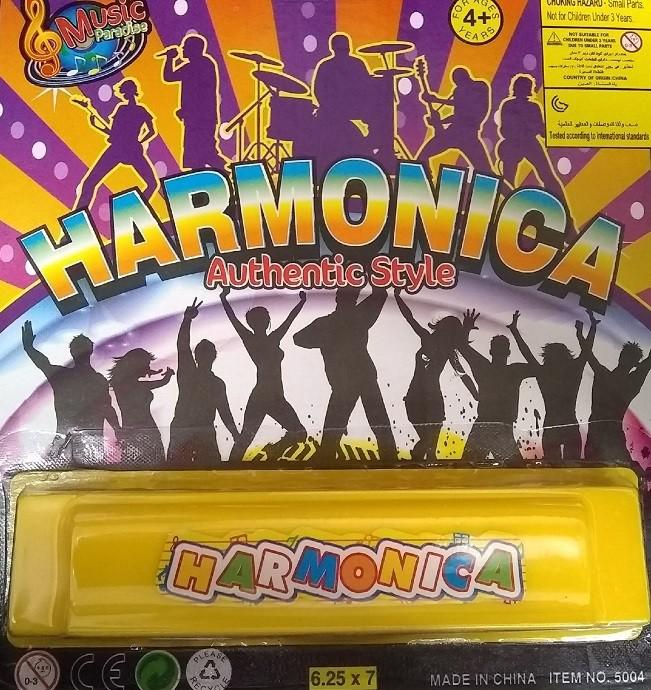 Music
Paradise
FOR AGES
4+
YEARS
CHOKING HAZARD - Small Parts.
Not for Children Under 3 Years.
NOT SUITABLE FOR
CHILDREN UNDER 3 YEARS
DUE TO SMALL PARTS
COUNTRY OF ORIGIN:CHINA
Tested according to international standards
HARMONICA
Authentic Style
HARMONICA
0-3
CE
PLEASE
RECYCLE
6.25 x 7
MADE IN CHINA ITEM NO. 5004